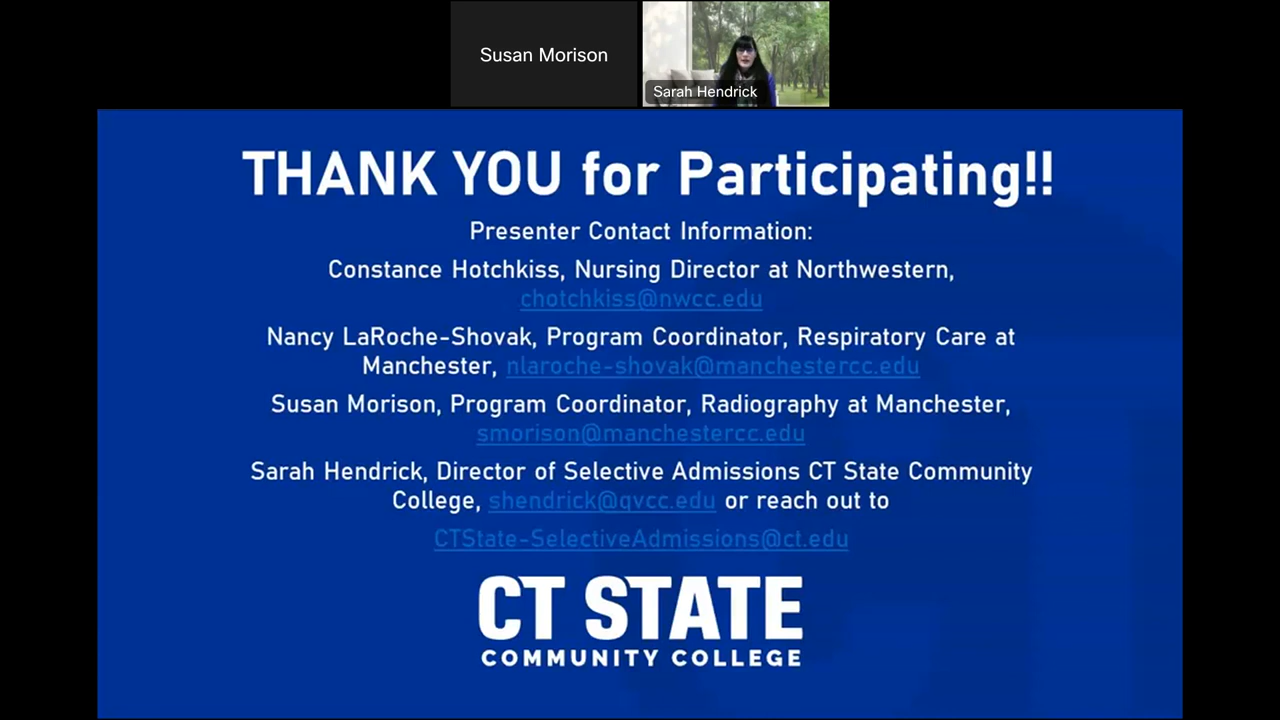 Susan Morison
Sarah Hendrick
THANK YOU for Participating!!
Presenter Contact Information:
Constance Hotchkiss, Nursing Director at Northwestern,
chotchkiss@nwcc.edu
Nancy LaRoche-Shovak, Program Coordinator, Respiratory Care at
Manchester, nlaroche-shovak@manchestercc.edu
Susan Morison, Program Coordinator, Radiography at Manchester,
smorison@manchestercc.edu
Sarah Hendrick, Director of Selective Admissions CT State Community
College, shendrick@qvcc.edu or reach out to
CTState-SelectiveAdmissions@ct.edu
CT STATE
COMMUNITY COLLEGE